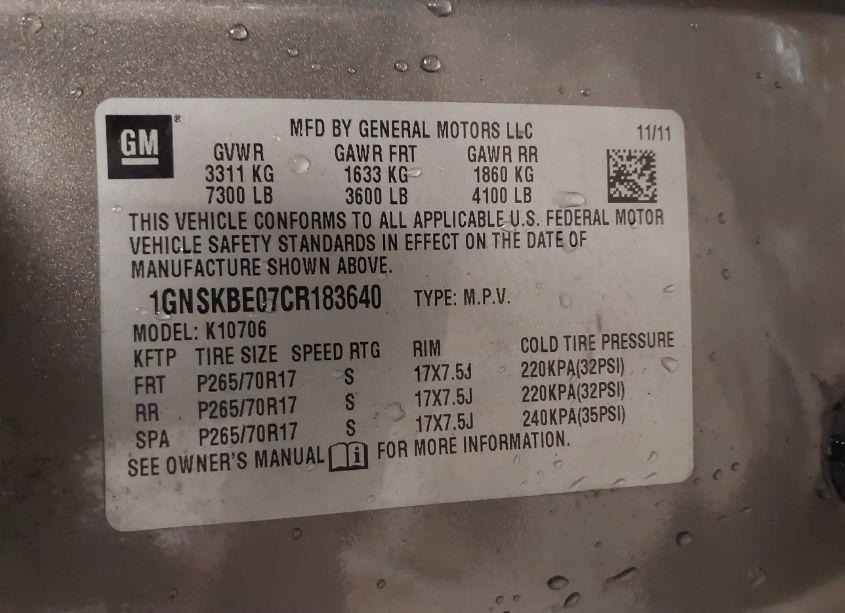 GM ®
MFD BY GENERAL MOTORS LLC 11/11
GVWR GAWR FRT GAWR RR
3311 KG 1633 KG 1860 KG
7300 LB 3600 LB 4100 LB
THIS VEHICLE CONFORMS TO ALL APPLICABLE U.S. FEDERAL MOTOR
VEHICLE SAFETY STANDARDS IN EFFECT ON THE DATE OF
MANUFACTURE SHOWN ABOVE.
1GNSKBE07CR183640 TYPE: M.P.V.
MODEL: K10706
KFTP TIRE SIZE SPEED RTG RIM COLD TIRE PRESSURE
FRT P265/70R17 S 17X7.5J 220KPA(32PSI)
RR P265/70R17 S 17X7.5J 220KPA(32PSI)
SPA P265/70R17 S 17X7.5J 240KPA(35PSI)
SEE OWNER'S MANUAL FOR MORE INFORMATION.